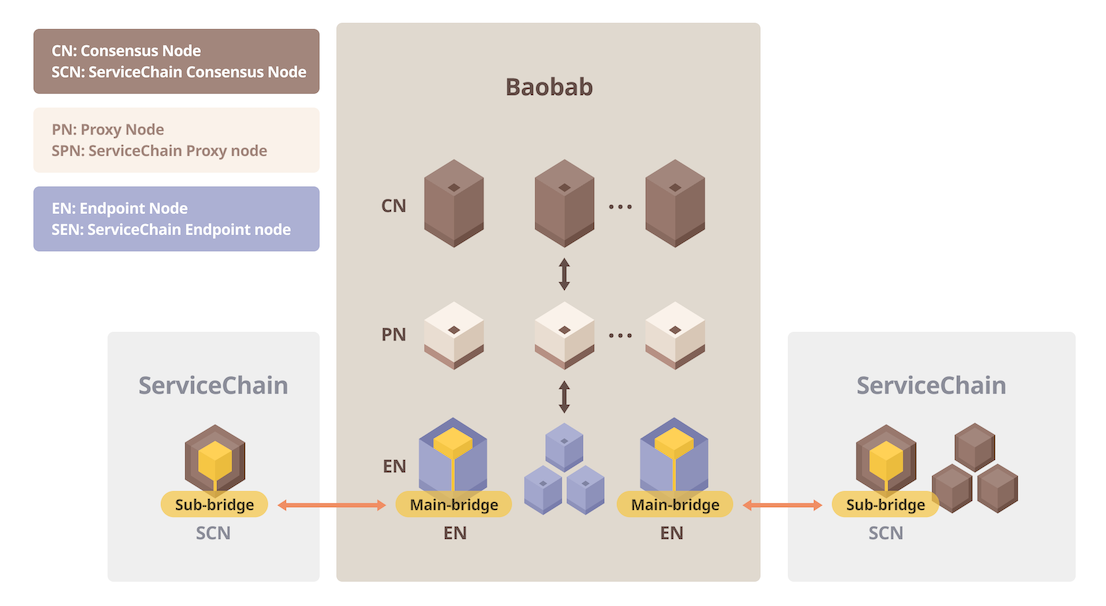 CN: Consensus Node
SCN: ServiceChain Consensus Node
PN: Proxy Node
SPN: ServiceChain Proxy node
EN: Endpoint Node
SEN: ServiceChain Endpoint node
Baobab
CN
PN
EN
ServiceChain
Sub-bridge
SCN
Main-bridge
EN
Main-bridge
EN
ServiceChain
Sub-bridge
SCN